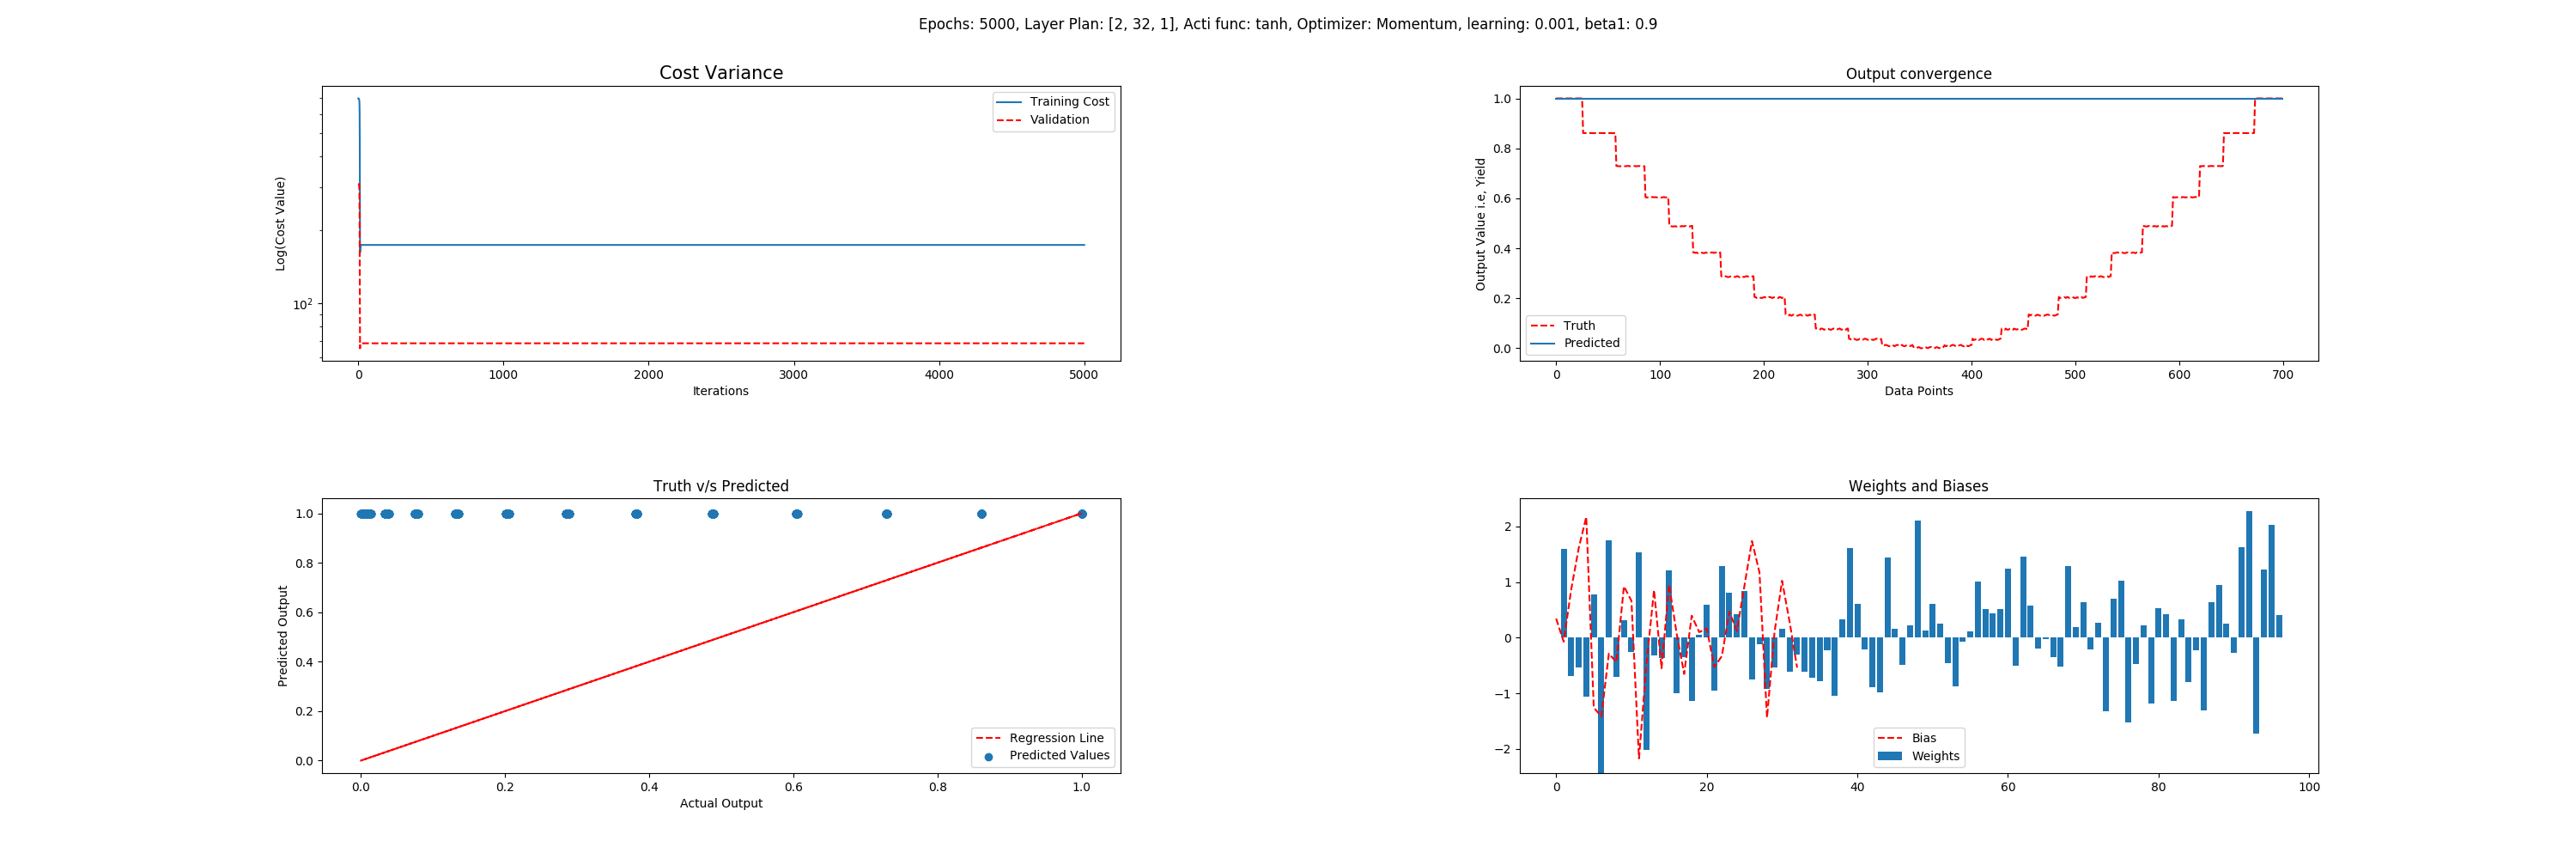 Epochs: 5000, Layer Plan: [2, 32, 1], Acti func: tanh, Optimizer: Momentum, learning: 0.001, beta1: 0.9
Cost Variance
Training Cost
Validation
Log(Cost Value)
10²
0 1000 2000 3000 4000 5000
Iterations
Output convergence
Output Value i.e, Yield
1.0
0.8
0.6
0.4
0.2
0.0
Truth
Predicted
0 100 200 300 400 500 600 700
Data Points
Truth v/s Predicted
Predicted Output
1.0
0.8
0.6
0.4
0.2
0.0
Regression Line
Predicted Values
0.0 0.2 0.4 0.6 0.8 1.0
Actual Output
Weights and Biases
2
1
0
−1
−2
Bias
Weights
0 20 40 60 80 100